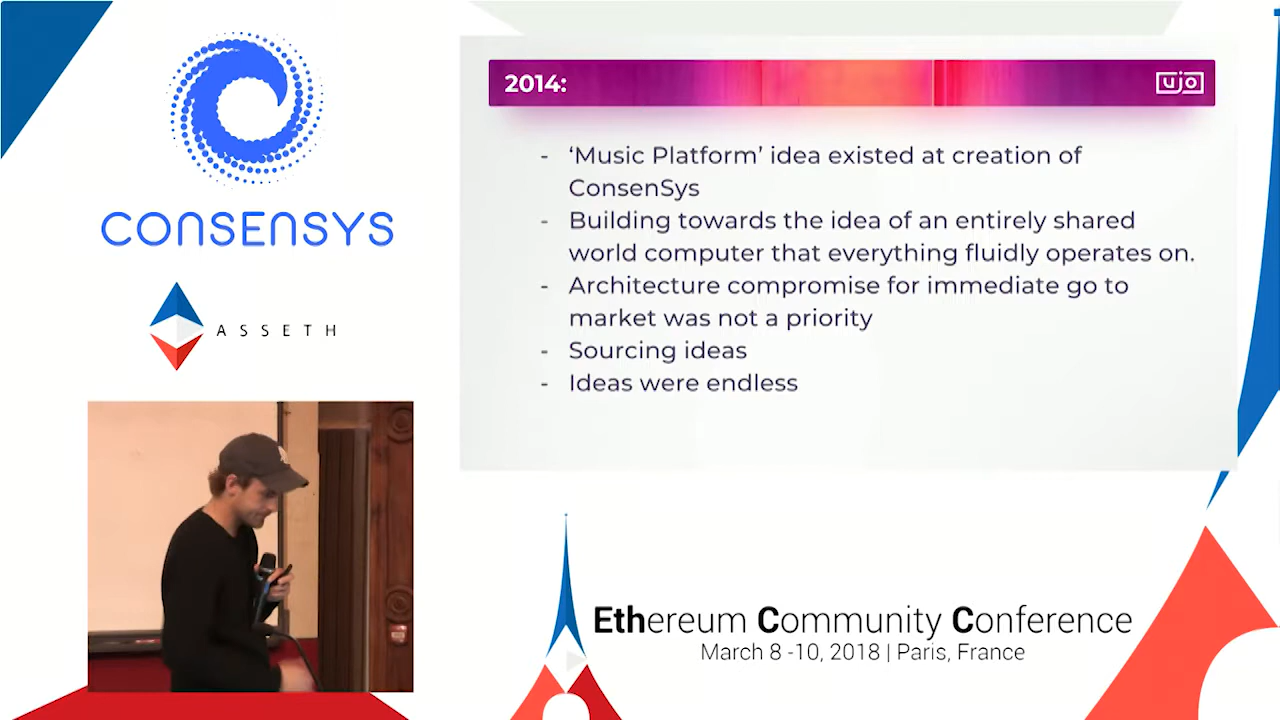 CONSENSYS
ASSETH
2014:
ujo
- ‘Music Platform’ idea existed at creation of
ConsenSys
- Building towards the idea of an entirely shared
world computer that everything fluidly operates on.
- Architecture compromise for immediate go to
market was not a priority
- Sourcing ideas
- Ideas were endless
Ethereum Community Conference
March 8 -10, 2018 | Paris, France